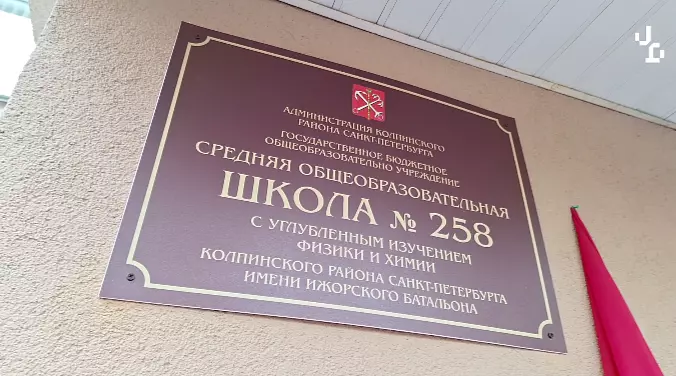 АДМИНИСТРАЦИЯ КОЛПИНСКОГО
РАЙОНА САНКТ-ПЕТЕРБУРГА
ГОСУДАРСТВЕННОЕ БЮДЖЕТНОЕ
ОБЩЕОБРАЗОВАТЕЛЬНО УЧРЕЖДЕНИЕ
СРЕДНЯЯ ОБЩЕОБРАЗОВАТЕЛЬНАЯ
ШКОЛА № 258
С УГЛУБЛЕННЫМ ИЗУЧЕНИЕМ
ФИЗИКИ И ХИМИИ
КОЛПИНСКОГО РАЙОНА САНКТ-ПЕТЕРБУРГА
ИМЕНИ ИЖОРСКОГО БАТАЛЬОНА